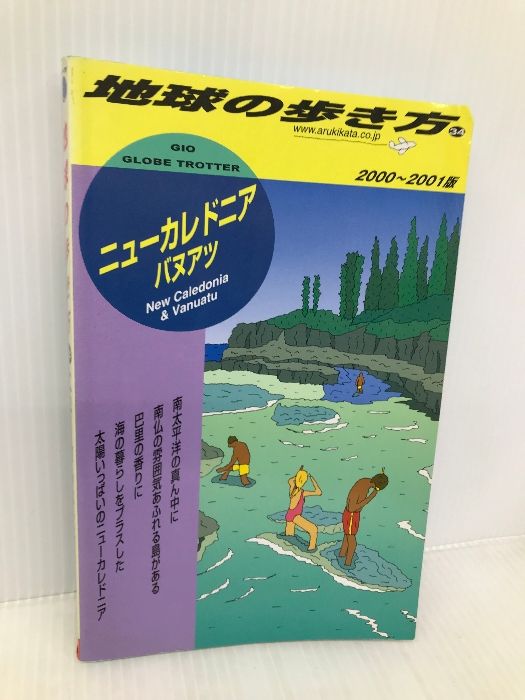 地球の歩き方 34
www.arukikata.co.jp
GIO
GLOBE TROTTER
2000～2001版
ニューカレドニア
バヌアツ
New Caledonia
& Vanuatu
南太平洋の真ん中に
南仏の雰囲気あふれる島がある
巴里の香りに
海の暮らしをプラスした
太陽いっぱいのニューカレドニア